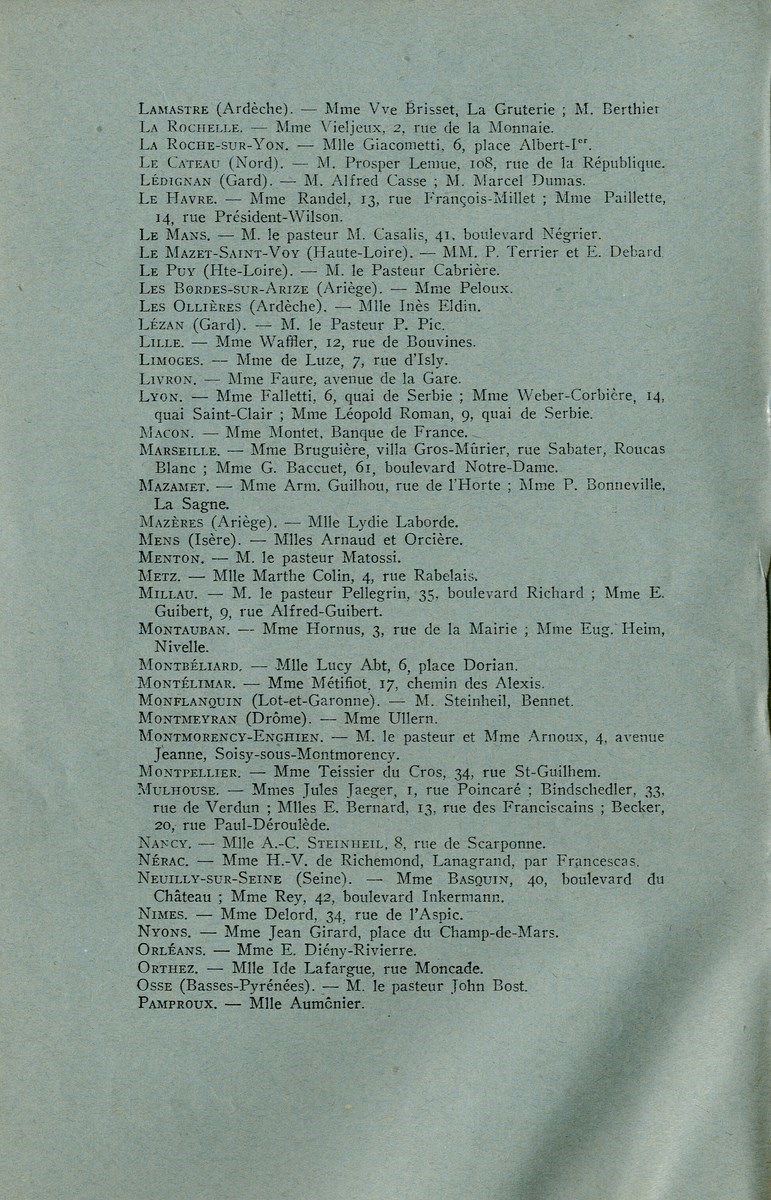 LAMASTRE (Ardèche). — Mme Vve Brisset, La Gruterie ; M. Berthier
LA ROCHELLE. — Mme Vieljeux, 2, rue de la Monnaie.
LA ROCHE-SUR-YON. — Mlle Giacometti, 6, place Albert-Iᵉʳ.
LE CATEAU (Nord). — M. Prosper Lemue, 108, rue de la République.
LÉDIGNAN (Gard). — M. Alfred Casse ; M. Marcel Dumas.
LE HAVRE. — Mme Randel, 13, rue François-Millet ; Mme Paillette,
14, rue Président-Wilson.
LE MANS. — M. le pasteur M. Casalis, 41, boulevard Négrier.
LE MAZET-SAINT-VOY (Haute-Loire). — MM. P. Terrier et E. Debard
LE PUY (Hte-Loire). — M. le Pasteur Cabrière.
LES BORDES-SUR-ARIZE (Ariège). — Mme Peloux.
LES OLLIÈRES (Ardèche). — Mlle Inès Eldin.
LÉZAN (Gard). — M. le Pasteur P. Pic.
LILLE. — Mme Waffler, 12, rue de Bouvines.
LIMOGES. — Mme de Luze, 7, rue d'Isly.
LIVRON. — Mme Faure, avenue de la Gare.
LYON. — Mme Falletti, 6, quai de Serbie ; Mme Weber-Corbière, 14,
quai Saint-Clair ; Mme Léopold Roman, 9, quai de Serbie.
MACON. — Mme Montet, Banque de France.
MARSEILLE. — Mme Bruguière, villa Gros-Mûrier, rue Sabater, Roucas
Blanc ; Mme G. Baccuet, 61, boulevard Notre-Dame.
MAZAMET. — Mme Arm. Guilhou, rue de l'Horte ; Mme P. Bonneville,
La Sagne.
MAZÈRES (Ariège). — Mlle Lydie Laborde.
MENS (Isère). — Mlles Arnaud et Orcière.
MENTON. — M. le pasteur Matossi.
METZ. — Mlle Marthe Colin, 4, rue Rabelais.
MILLAU. — M. le pasteur Pellegrin, 35, boulevard Richard ; Mme E.
Guibert, 9, rue Alfred-Guibert.
MONTAUBAN. — Mme Hornus, 3, rue de la Mairie ; Mme Eug. Heim,
Nivelle.
MONTBÉLIARD. — Mlle Lucy Abt, 6, place Dorian.
MONTÉLIMAR. — Mme Métifiot, 17, chemin des Alexis.
MONFLANQUIN (Lot-et-Garonne). — M. Steinheil, Bennet.
MONTMEYRAN (Drôme). — Mme Ullern.
MONTMORENCY-ENGHIEN. — M. le pasteur et Mme Arnoux, 4, avenue
Jeanne, Soisy-sous-Montmorency.
MONTPELLIER. — Mme Teissier du Cros, 34, rue St-Guilhem.
MULHOUSE. — Mmes Jules Jaeger, 1, rue Poincaré ; Bindschedler, 33,
rue de Verdun ; Mlles E. Bernard, 13, rue des Franciscains ; Becker,
20, rue Paul-Déroulède.
NANCY. — Mlle A.-C. STEINHEIL, 8, rue de Scarponne.
NÉRAC. — Mme H.-V. de Richemond, Lanagrand, par Francescas.
NEUILLY-SUR-SEINE (Seine). — Mme BASQUIN, 40, boulevard du
Château ; Mme Rey, 42, boulevard Inkermann.
NIMES. — Mme Delord, 34, rue de l'Aspic.
NYONS. — Mme Jean Girard, place du Champ-de-Mars.
ORLÉANS. — Mme E. Diény-Rivierre.
ORTHEZ. — Mlle Ide Lafargue, rue Moncade.
OSSE (Basses-Pyrénées). — M. le pasteur John Bost.
PAMPROUX. — Mlle Aumônier.